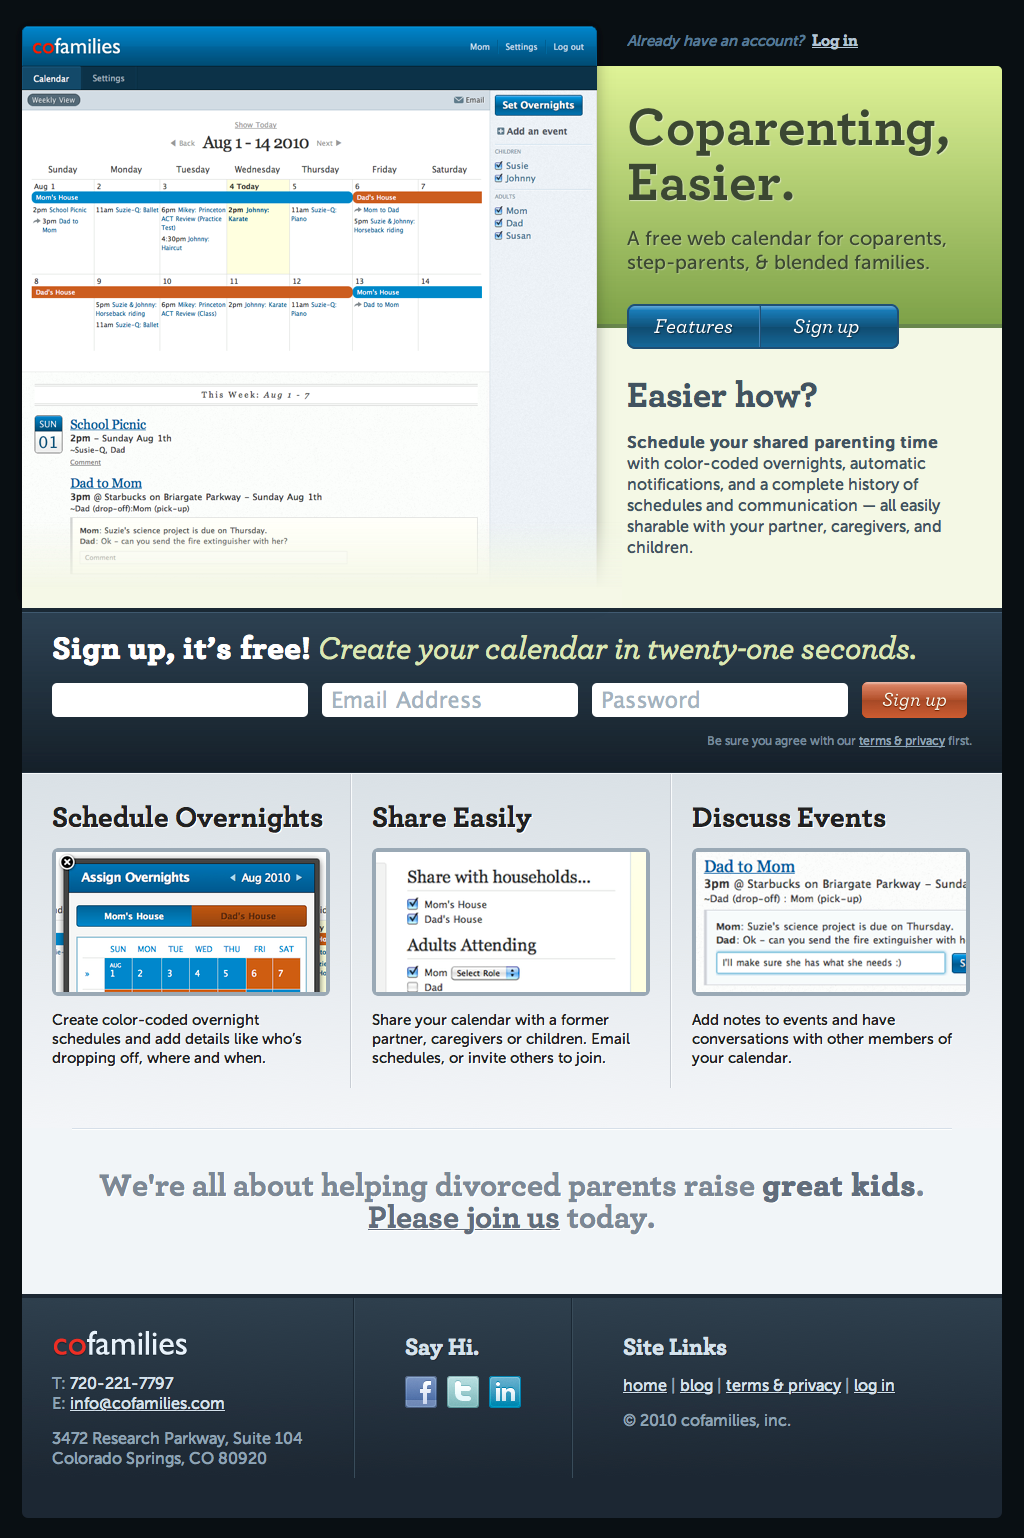 cofamilies
Mom Settings Log out
Already have an account? Log in
Calendar Settings
Weekly View
Email
Set Overnights
Add an event
CHILDREN
Susie
Johnny
ADULTS
Mom
Dad
Susan
Show Today
Back Aug 1 - 14 2010 Next
Sunday Monday Tuesday Wednesday Thursday Friday Saturday
Aug 1 2 3 4 Today 5 6 7
Mom's House Dad's House
2pm School Picnic
3pm Dad to Mom
11am Suzie-Q: Ballet
6pm Mikey: Princeton ACT Review (Practice Test)
4:30pm Johnny: Haircut
2pm Johnny: Karate
11am Suzie-Q: Piano
Mom to Dad
5pm Suzie & Johnny: Horseback riding
8 9 10 11 12 13 14
Dad's House Mom's House
5pm Suzie & Johnny: Horseback riding
11am Suzie-Q: Ballet
6pm Mikey: Princeton ACT Review (Class)
2pm Johnny: Karate
11am Suzie-Q: Piano
Dad to Mom
This Week: Aug 1 - 7
SUN
01
School Picnic
2pm – Sunday Aug 1th
~Susie-Q, Dad
Comment
Dad to Mom
3pm @ Starbucks on Briargate Parkway – Sunday Aug 1th
~Dad (drop-off):Mom (pick-up)
Mom: Suzie's science project is due on Thursday.
Dad: Ok – can you send the fire extinguisher with her?
Comment
Coparenting,
Easier.
A free web calendar for coparents,
step-parents, & blended families.
Features Sign up
Easier how?
Schedule your shared parenting time
with color-coded overnights, automatic
notifications, and a complete history of
schedules and communication — all easily
sharable with your partner, caregivers, and
children.
Sign up, it's free! Create your calendar in twenty-one seconds.
Email Address Password Sign up
Be sure you agree with our terms & privacy first.
Schedule Overnights
Assign Overnights Aug 2010
Mom's House Dad's House
SUN MON TUE WED THU FRI SAT
AUG
» 1 2 3 4 5 6 7
Create color-coded overnight
schedules and add details like who's
dropping off, where and when.
Share Easily
Share with households...
Mom's House
Dad's House
Adults Attending
Mom Select Role
Dad
Share your calendar with a former
partner, caregivers or children. Email
schedules, or invite others to join.
Discuss Events
Dad to Mom
3pm @ Starbucks on Briargate Parkway – Sunda
~Dad (drop-off) : Mom (pick-up)
Mom: Suzie's science project is due on Thursday.
Dad: Ok – can you send the fire extinguisher with h
I'll make sure she has what she needs :) S
Add notes to events and have
conversations with other members of
your calendar.
We're all about helping divorced parents raise great kids.
Please join us today.
cofamilies
T: 720-221-7797
E: info@cofamilies.com
3472 Research Parkway, Suite 104
Colorado Springs, CO 80920
Say Hi.
f t in
Site Links
home | blog | terms & privacy | log in
© 2010 cofamilies, inc.